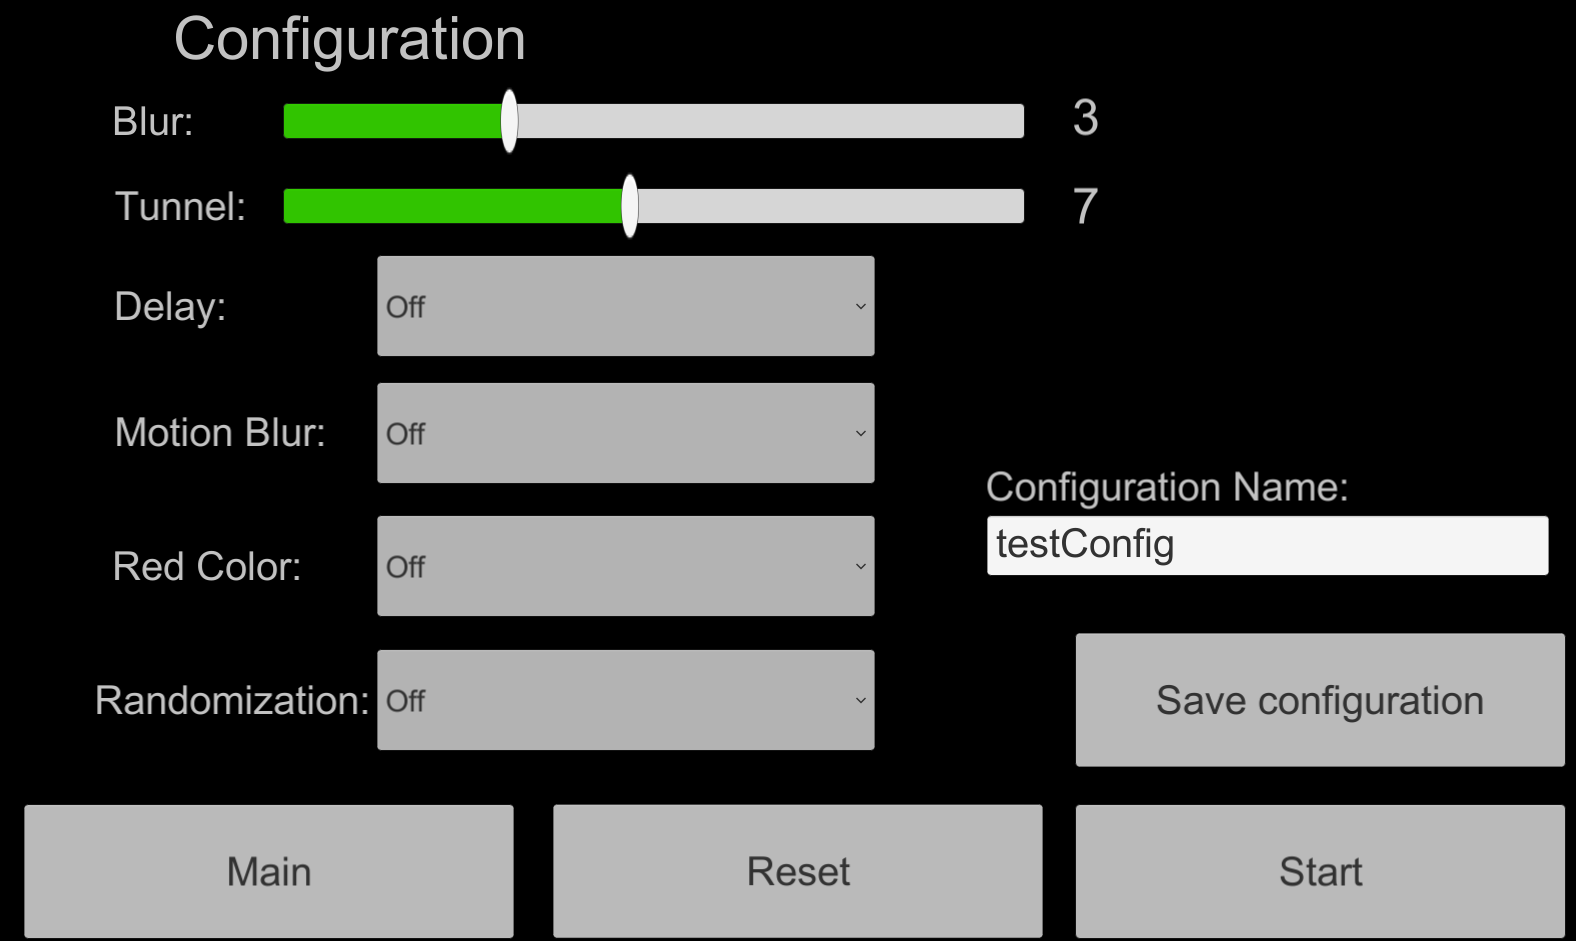 Configuration
Blur:
3
Tunnel:
7
Delay:
Off
Motion Blur:
Off
Configuration Name:
testConfig
Red Color:
Off
Randomization:
Off
Save configuration
Main
Reset
Start